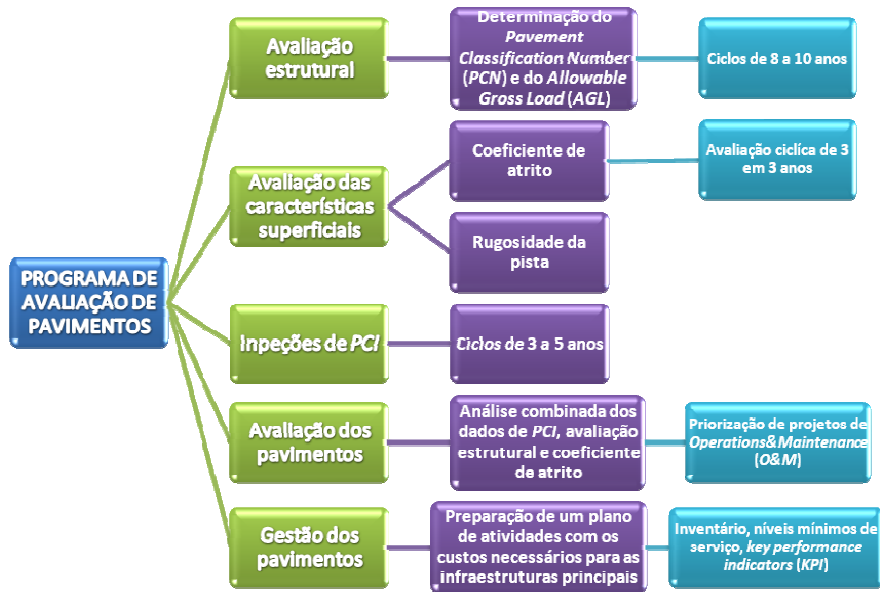 PROGRAMA DE
AVALIAÇÃO DE
PAVIMENTOS
Avaliação
estrutural
Determinação do
Pavement
Classification Number
(PCN) e do Allowable
Gross Load (AGL)
Ciclos de 8 a 10 anos
Avaliação das
características
superficiais
Coeficiente de
atrito
Avaliação ciclíca de 3
em 3 anos
Rugosidade da
pista
Inpeções de PCI
Ciclos de 3 a 5 anos
Avaliação dos
pavimentos
Análise combinada dos
dados de PCI, avaliação
estrutural e coeficiente
de atrito
Priorização de projetos de
Operations&Maintenance
(O&M)
Gestão dos
pavimentos
Preparação de um plano
de atividades com os
custos necessários para as
infraestruturas principais
Inventário, níveis mínimos de
serviço, key performance
indicators (KPI)